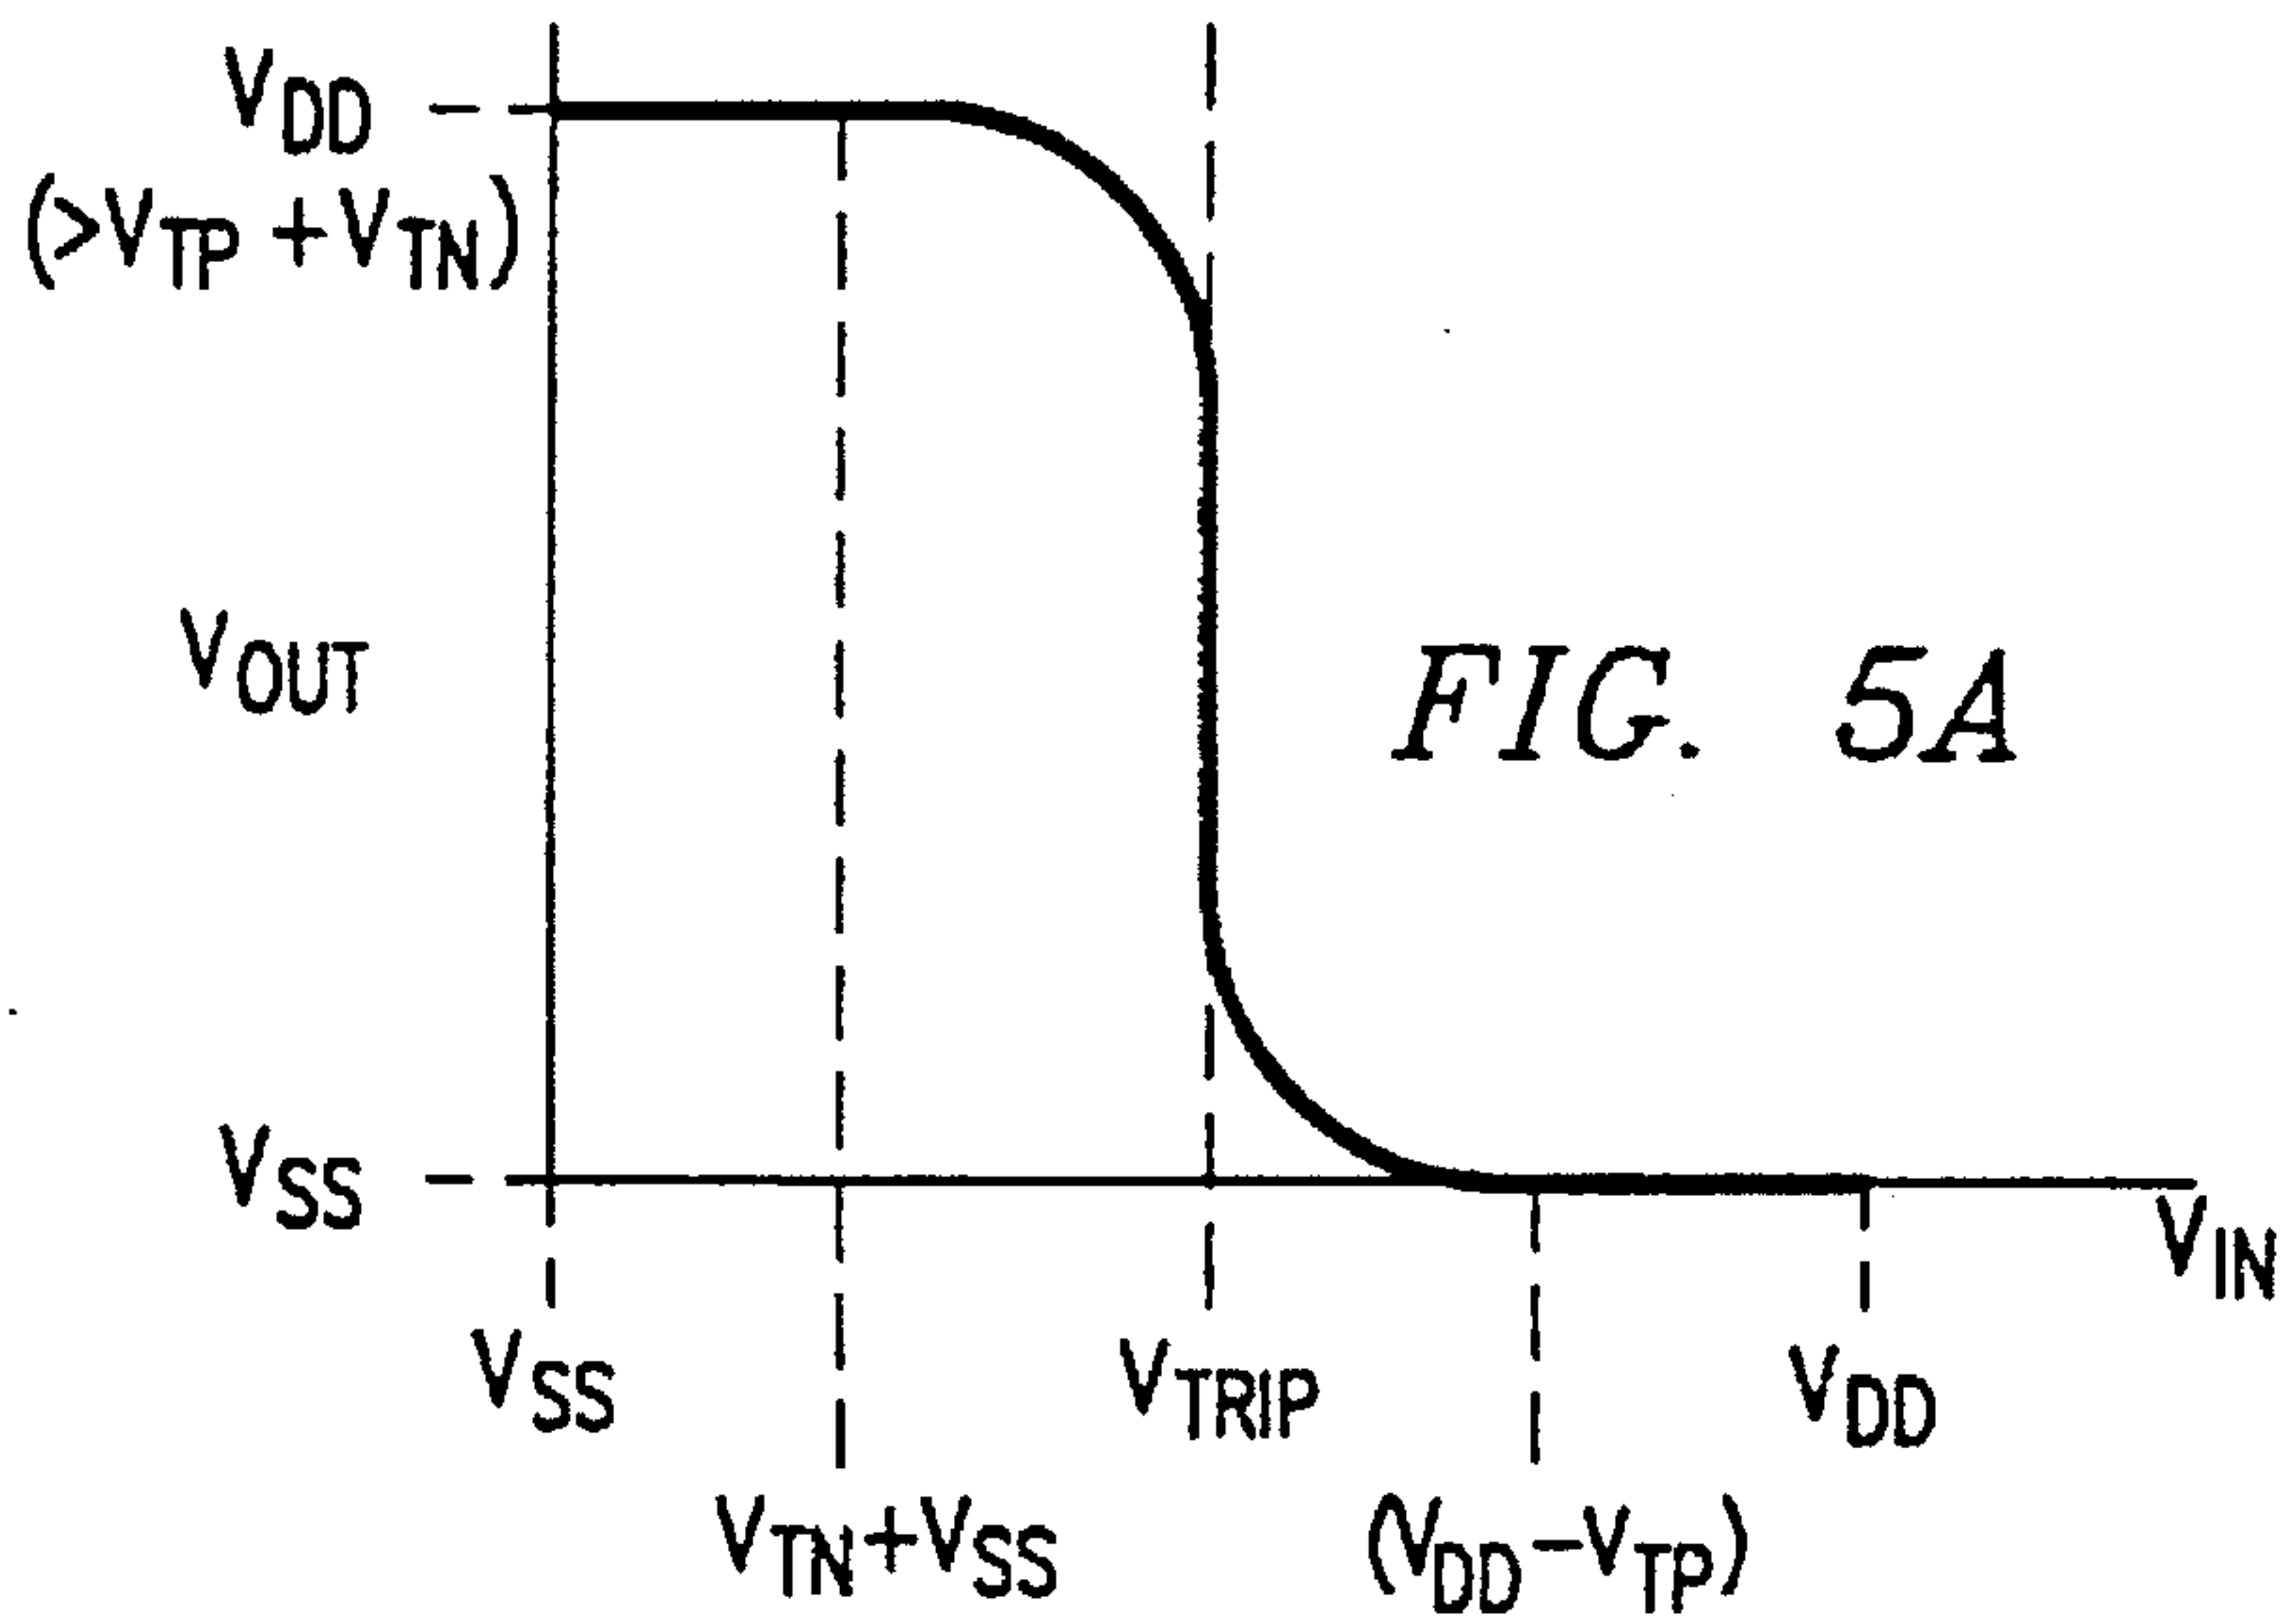 VDD
(>VTP+VTN)
VOUT
FIG. 5A
VSS
VIN
VSS
VTRIP
VDD
VTN+VSS
(VDD-VTP)